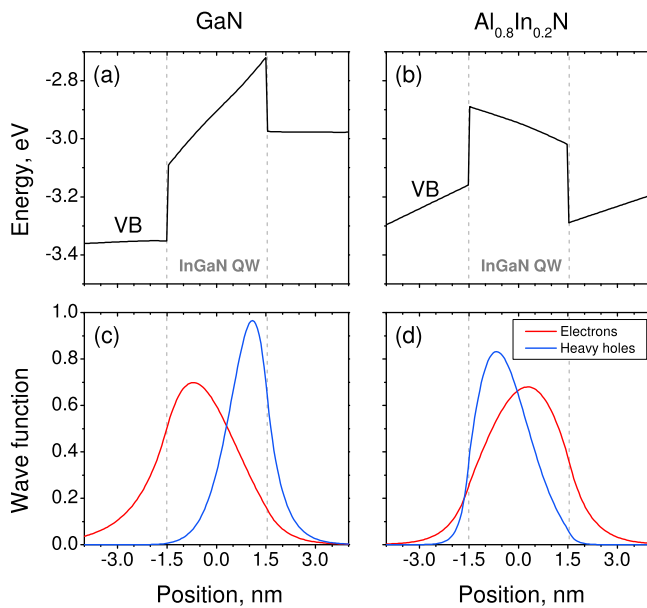 GaN
Al0.8In0.2N
(a)
(b)
-2.8
-3.0
-3.2
-3.4
Energy, eV
VB
VB
InGaN QW
InGaN QW
(c)
(d)
Electrons
Heavy holes
1.0
0.8
0.6
0.4
0.2
0.0
Wave function
-3.0 -1.5 0.0 1.5 3.0
-3.0 -1.5 0.0 1.5 3.0
Position, nm
Position, nm